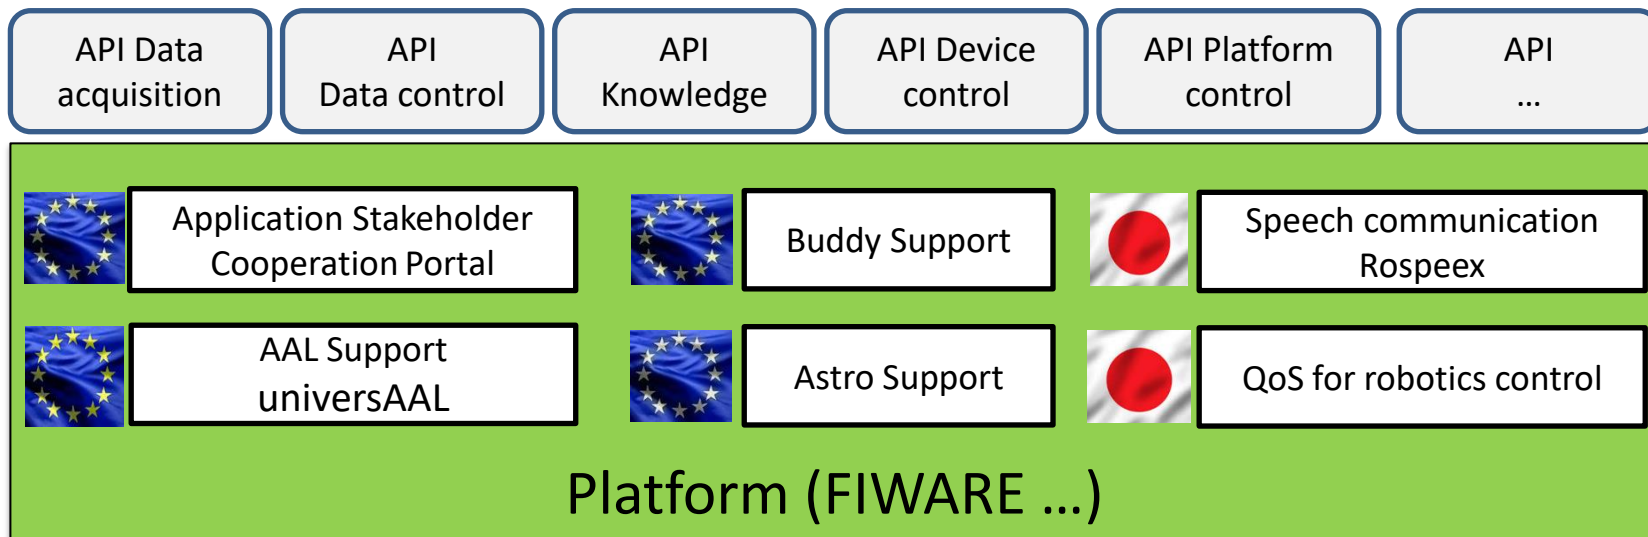 API Data
acquisition
API
Data control
API
Knowledge
API Device
control
API Platform
control
API
...
Application Stakeholder
Cooperation Portal
Buddy Support
Speech communication
Rospeex
AAL Support
universAAL
Astro Support
QoS for robotics control
Platform (FIWARE ...)